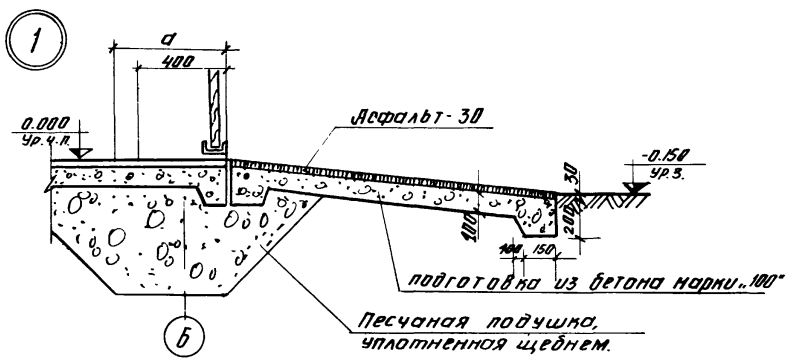 1
а
400
0.000
Ур.ч.п.
Асфальт-30
-0.150
Ур.з.
30
200
100
100 150
подготовка из бетона марки „100"
Песчаная подушка,
уплотненная щебнем.
Б